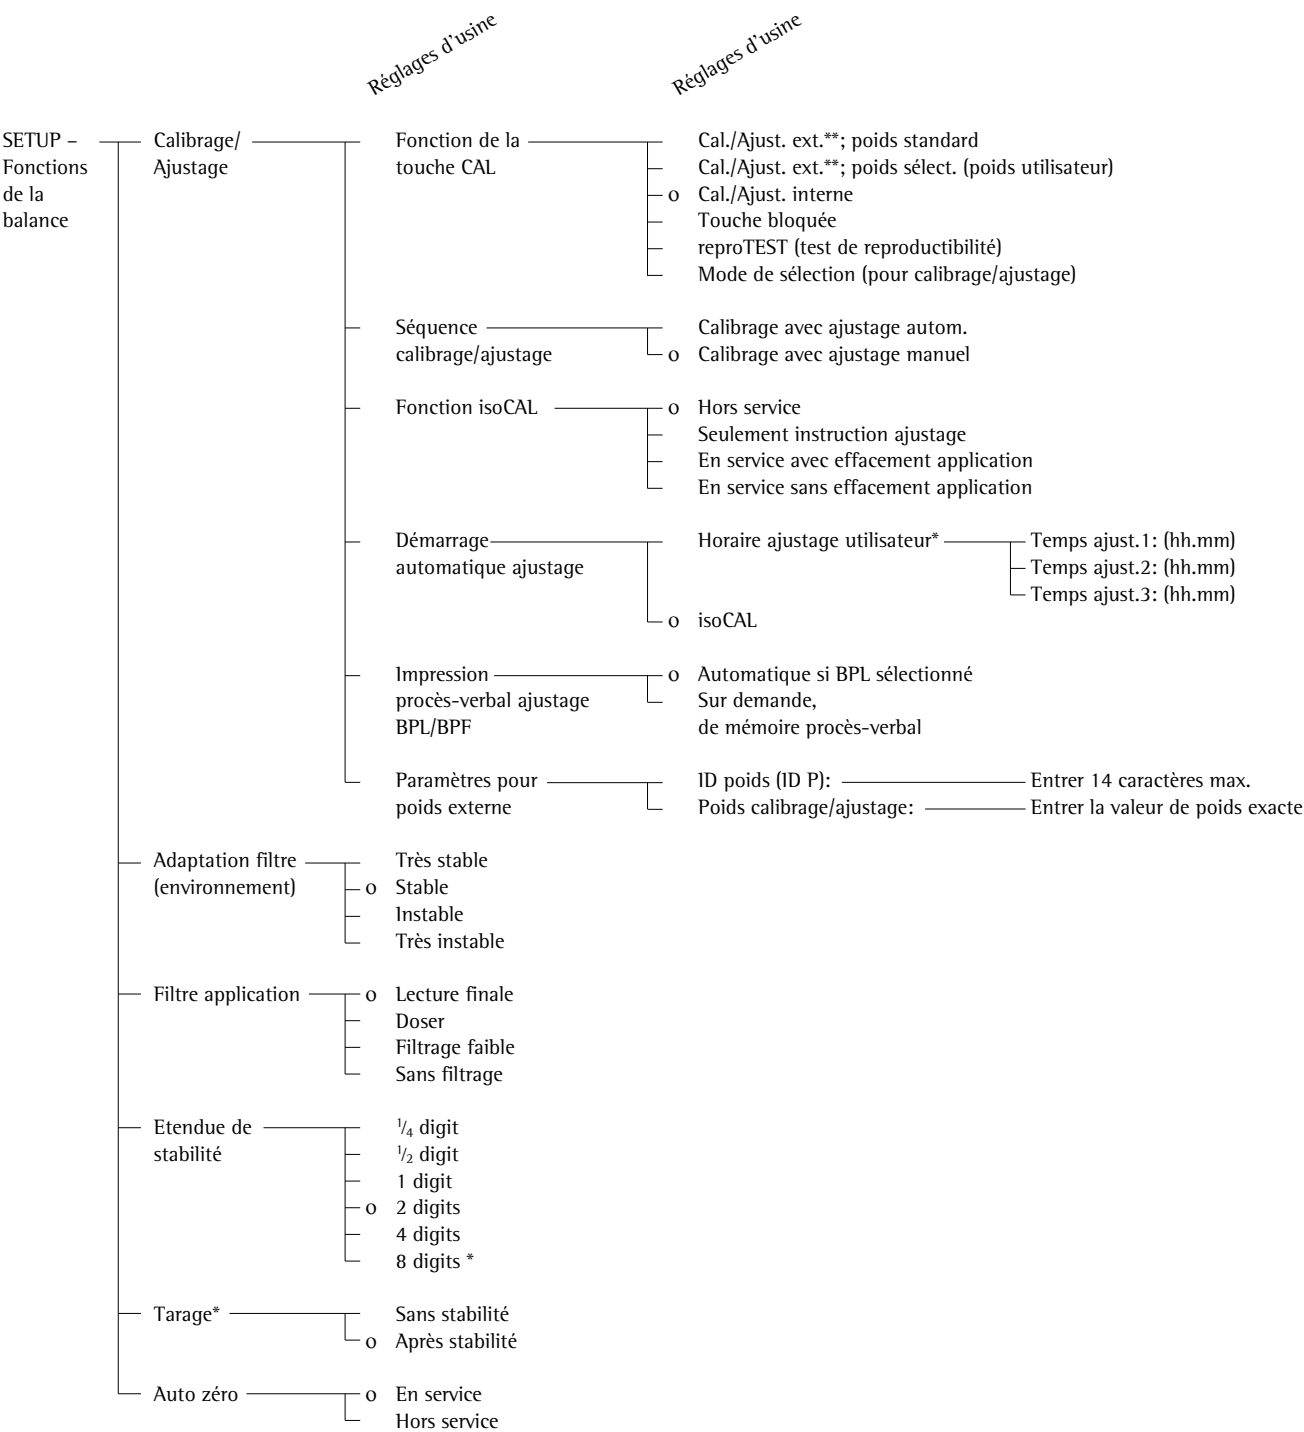 Réglages d'usine
Réglages d'usine
SETUP – Calibrage/ Fonction de la Cal./Ajust. ext.**; poids standard
Fonctions Ajustage touche CAL Cal./Ajust. ext.**; poids sélect. (poids utilisateur)
de la o Cal./Ajust. interne
balance Touche bloquée
reproTEST (test de reproductibilité)
Mode de sélection (pour calibrage/ajustage)
Séquence Calibrage avec ajustage autom.
calibrage/ajustage o Calibrage avec ajustage manuel
Fonction isoCAL o Hors service
Seulement instruction ajustage
En service avec effacement application
En service sans effacement application
Démarrage Horaire ajustage utilisateur* Temps ajust.1: (hh.mm)
automatique ajustage Temps ajust.2: (hh.mm)
Temps ajust.3: (hh.mm)
o isoCAL
Impression o Automatique si BPL sélectionné
procès-verbal ajustage Sur demande,
BPL/BPF de mémoire procès-verbal
Paramètres pour ID poids (ID P): Entrer 14 caractères max.
poids externe Poids calibrage/ajustage: Entrer la valeur de poids exacte
Adaptation filtre Très stable
(environnement) o Stable
Instable
Très instable
Filtre application o Lecture finale
Doser
Filtrage faible
Sans filtrage
Etendue de 1/4 digit
stabilité 1/2 digit
1 digit
o 2 digits
4 digits
8 digits *
Tarage* Sans stabilité
o Après stabilité
Auto zéro o En service
Hors service